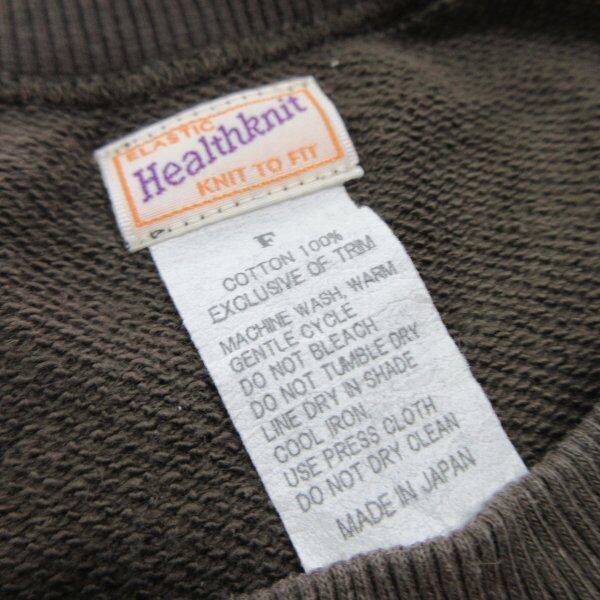 ELASTIC
Healthknit
KNIT TO FIT
F
COTTON 100%
EXCLUSIVE OF TRIM
MACHINE WASH, WARM
GENTLE CYCLE
DO NOT BLEACH
DO NOT TUMBLE DRY
LINE DRY IN SHADE
COOL IRON,
USE PRESS CLOTH
DO NOT DRY CLEAN
MADE IN JAPAN